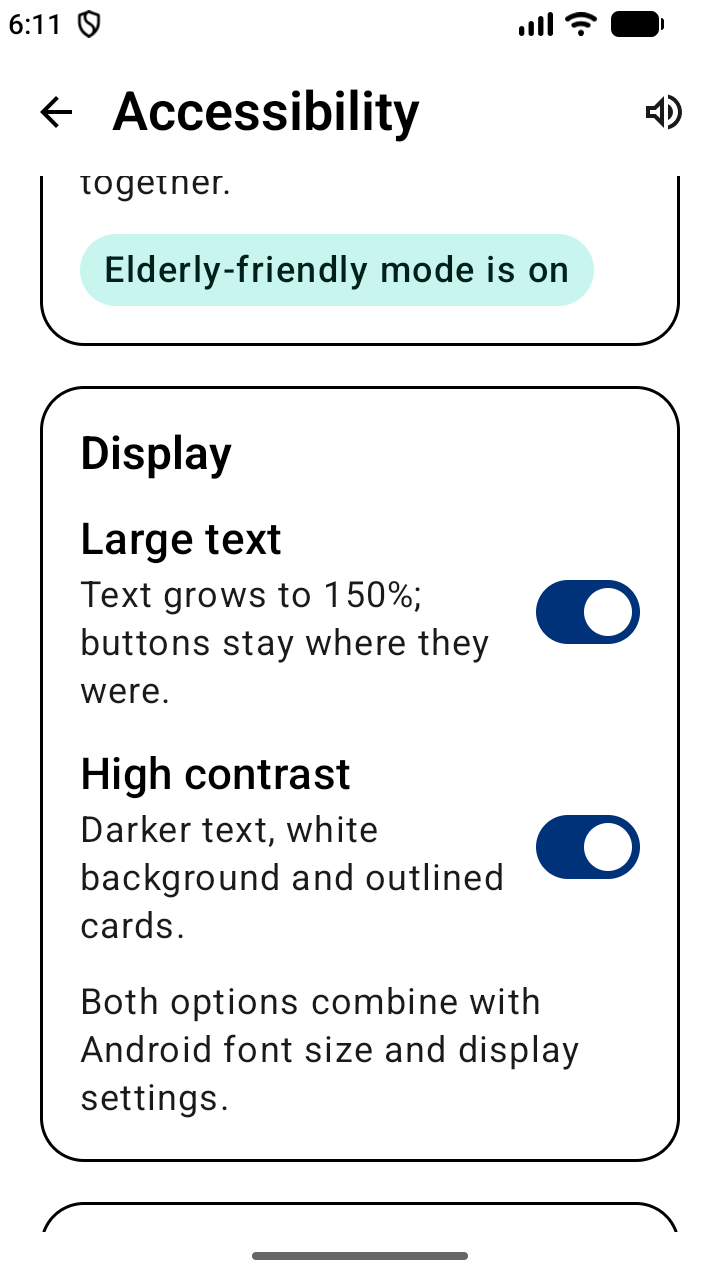 6:11
Accessibility
together.
Elderly-friendly mode is on
Display
Large text
Text grows to 150%;
buttons stay where they
were.
High contrast
Darker text, white
background and outlined
cards.
Both options combine with
Android font size and display
settings.